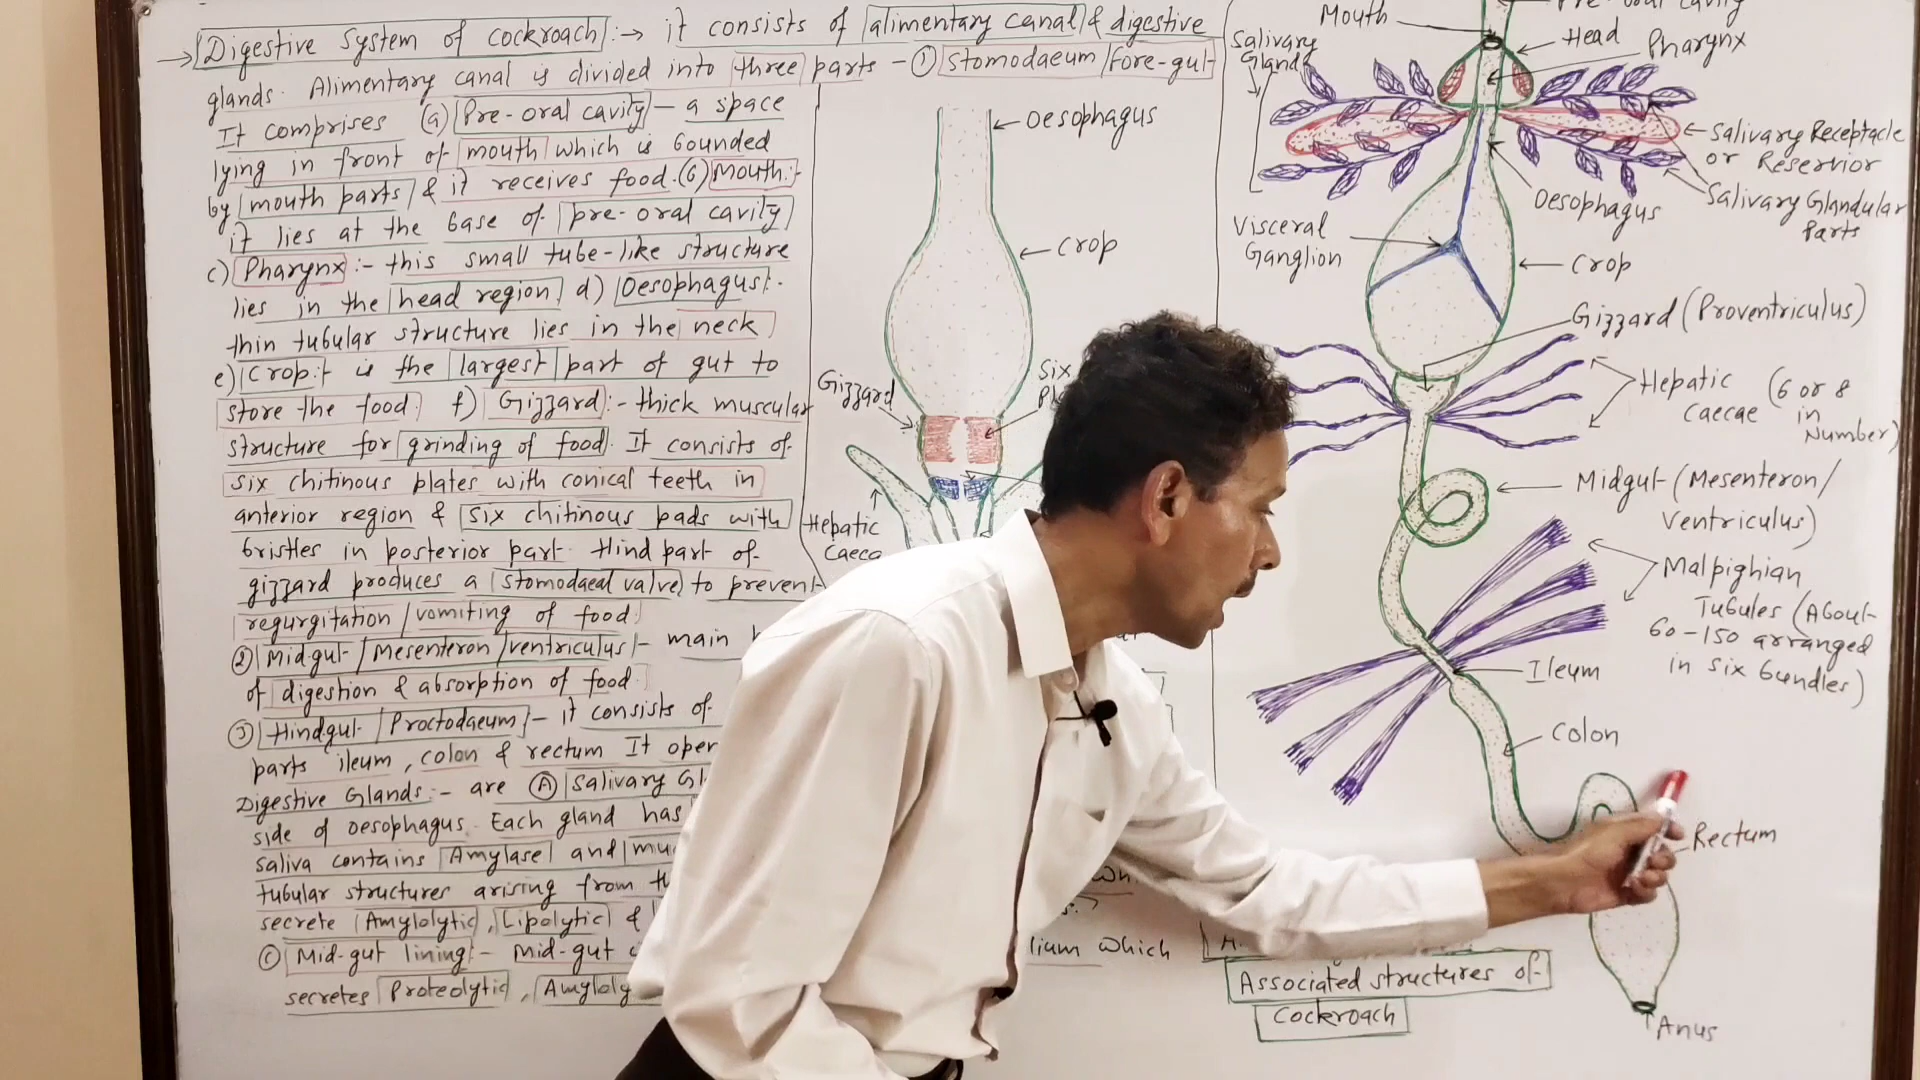 → Digestive System of cockroach :→ it consists of alimentary canal & digestive
glands. Alimentary canal is divided into three parts - ① Stomodaeum/Fore-gut
It comprises (a) Pre-oral cavity — a space
lying in front of mouth which is bounded
by mouth parts & it receives food. (b) Mouth:-
it lies at the base of pre-oral cavity
c) Pharynx:- this small tube-like structure
lies in the head region d) Oesophagus:-
thin tubular structure lies in the neck
e) Crop:- is the largest part of gut to
store the food. f) Gizzard:- thick muscular
structure for grinding of food. It consists of
six chitinous plates with conical teeth in
anterior region & six chitinous pads with
bristles in posterior part. Hind part of
gizzard produces a stomodaeal valve to prevent
regurgitation/vomiting of food.
② Midgut/Mesenteron/ventriculus - main
of digestion & absorption of food.
③ Hindgut/Proctodaeum - it consists of
parts ileum, colon & rectum It oper
Digestive Glands:- are Ⓐ Salivary Gl
side of oesophagus. Each gland has
saliva contains Amylase and mu
tubular structures arising from th
secrete Amylolytic, Lipolytic &
© Mid-gut lining:- Mid-gut
secretes Proteolytic, Amyloly
lium which
Oesophagus
Crop
Gizzard
Six
Pl
Hepatic
Caeca
Mouth
Pre-oral cavity
Head
Pharynx
Salivary
Gland
Salivary Receptacle
or Reservior
Salivary Glandular
Parts
Oesophagus
Visceral
Ganglion
Crop
Gizzard (Proventriculus)
Hepatic (6 or 8
Caecae in
Number)
Midgut (Mesenteron/
Ventriculus)
Malpighian
Tubules (About
60-150 arranged
in six bundles)
Ileum
Colon
Rectum
Anus
Associated structures of
Cockroach